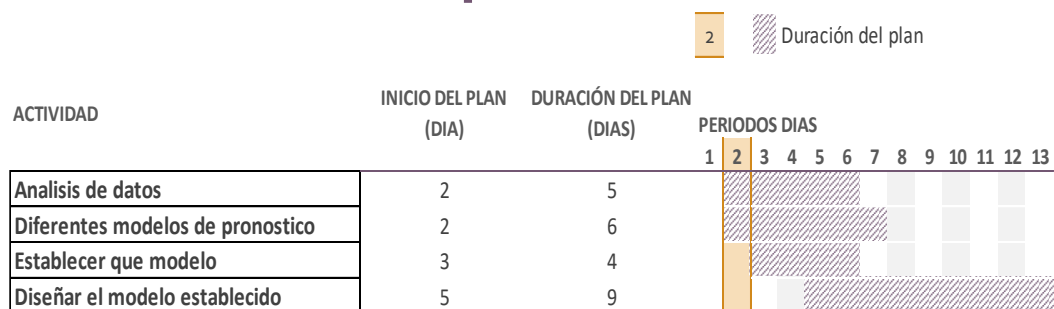 2 Duración del plan
ACTIVIDAD INICIO DEL PLAN DURACIÓN DEL PLAN
(DIA) (DIAS) PERIODOS DIAS
1 2 3 4 5 6 7 8 9 10 11 12 13
Analisis de datos 2 5
Diferentes modelos de pronostico 2 6
Establecer que modelo 3 4
Diseñar el modelo establecido 5 9